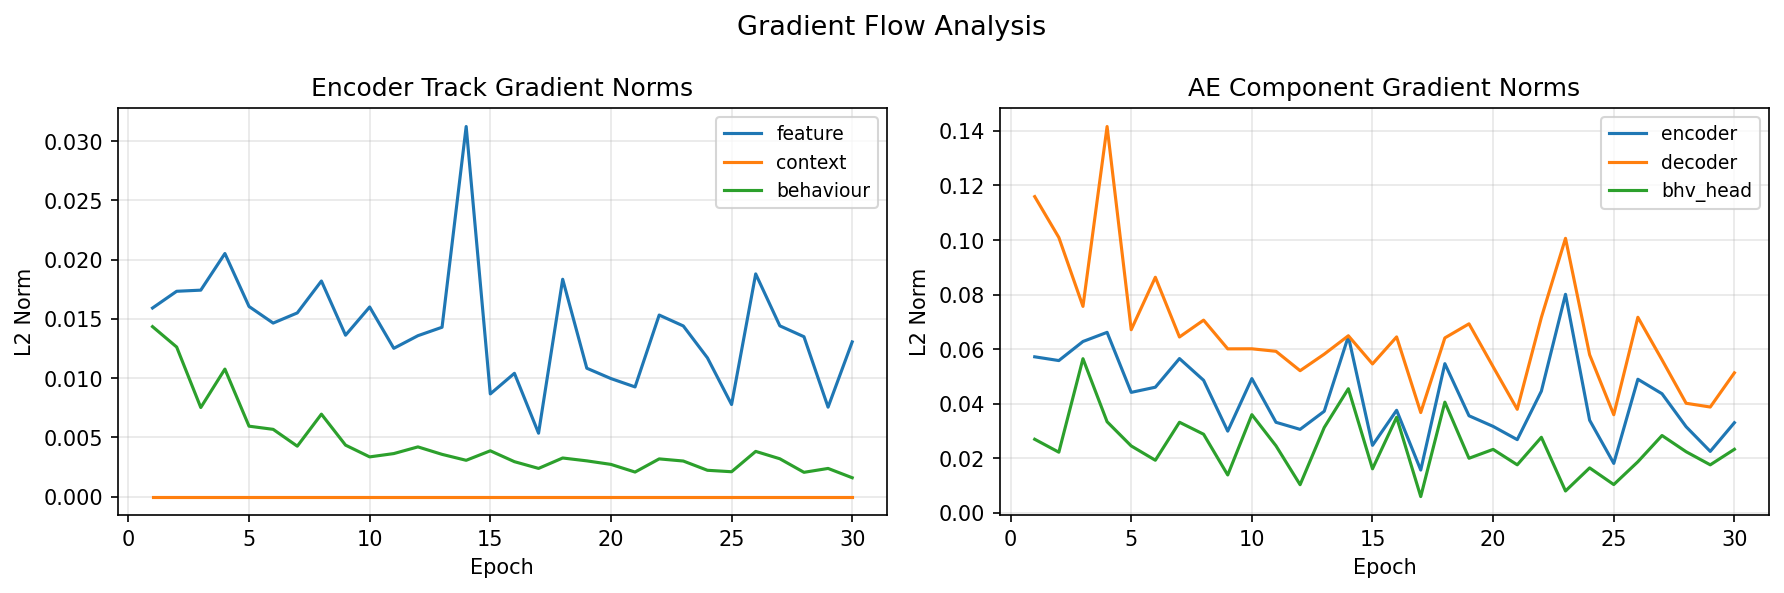 Gradient Flow Analysis
Encoder Track Gradient Norms
L2 Norm
0.030
0.025
0.020
0.015
0.010
0.005
0.000
feature
context
behaviour
0 5 10 15 20 25 30
Epoch
AE Component Gradient Norms
L2 Norm
0.14
0.12
0.10
0.08
0.06
0.04
0.02
0.00
encoder
decoder
bhv_head
0 5 10 15 20 25 30
Epoch